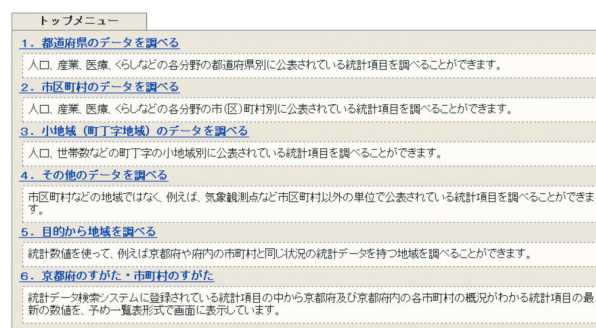 トップメニュー
1. 都道府県のデータを調べる
人口、産業、医療、くらしなどの各分野の都道府県別に公表されている統計項目を調べることができます。
2. 市区町村のデータを調べる
人口、産業、医療、くらしなどの各分野の市(区)町村別に公表されている統計項目を調べることができます。
3. 小地域(町丁字地域)のデータを調べる
人口、世帯数などの町丁字の小地域別に公表されている統計項目を調べることができます。
4. その他のデータを調べる
市区町村などの地域ではなく、例えば、気象観測点など市区町村以外の単位で公表されている統計項目を調べることができま
す。
5. 目的から地域を調べる
統計数値を使って、例えば京都府や府内の市町村と同じ状況の統計データを持つ地域を調べることができます。
6. 京都府のすがた・市町村のすがた
統計データ検索システムに登録されている統計項目の中から京都府及び京都府内の各市町村の概況がわかる統計項目の最
新の数値を、予め一覧表形式で画面に表示しています。